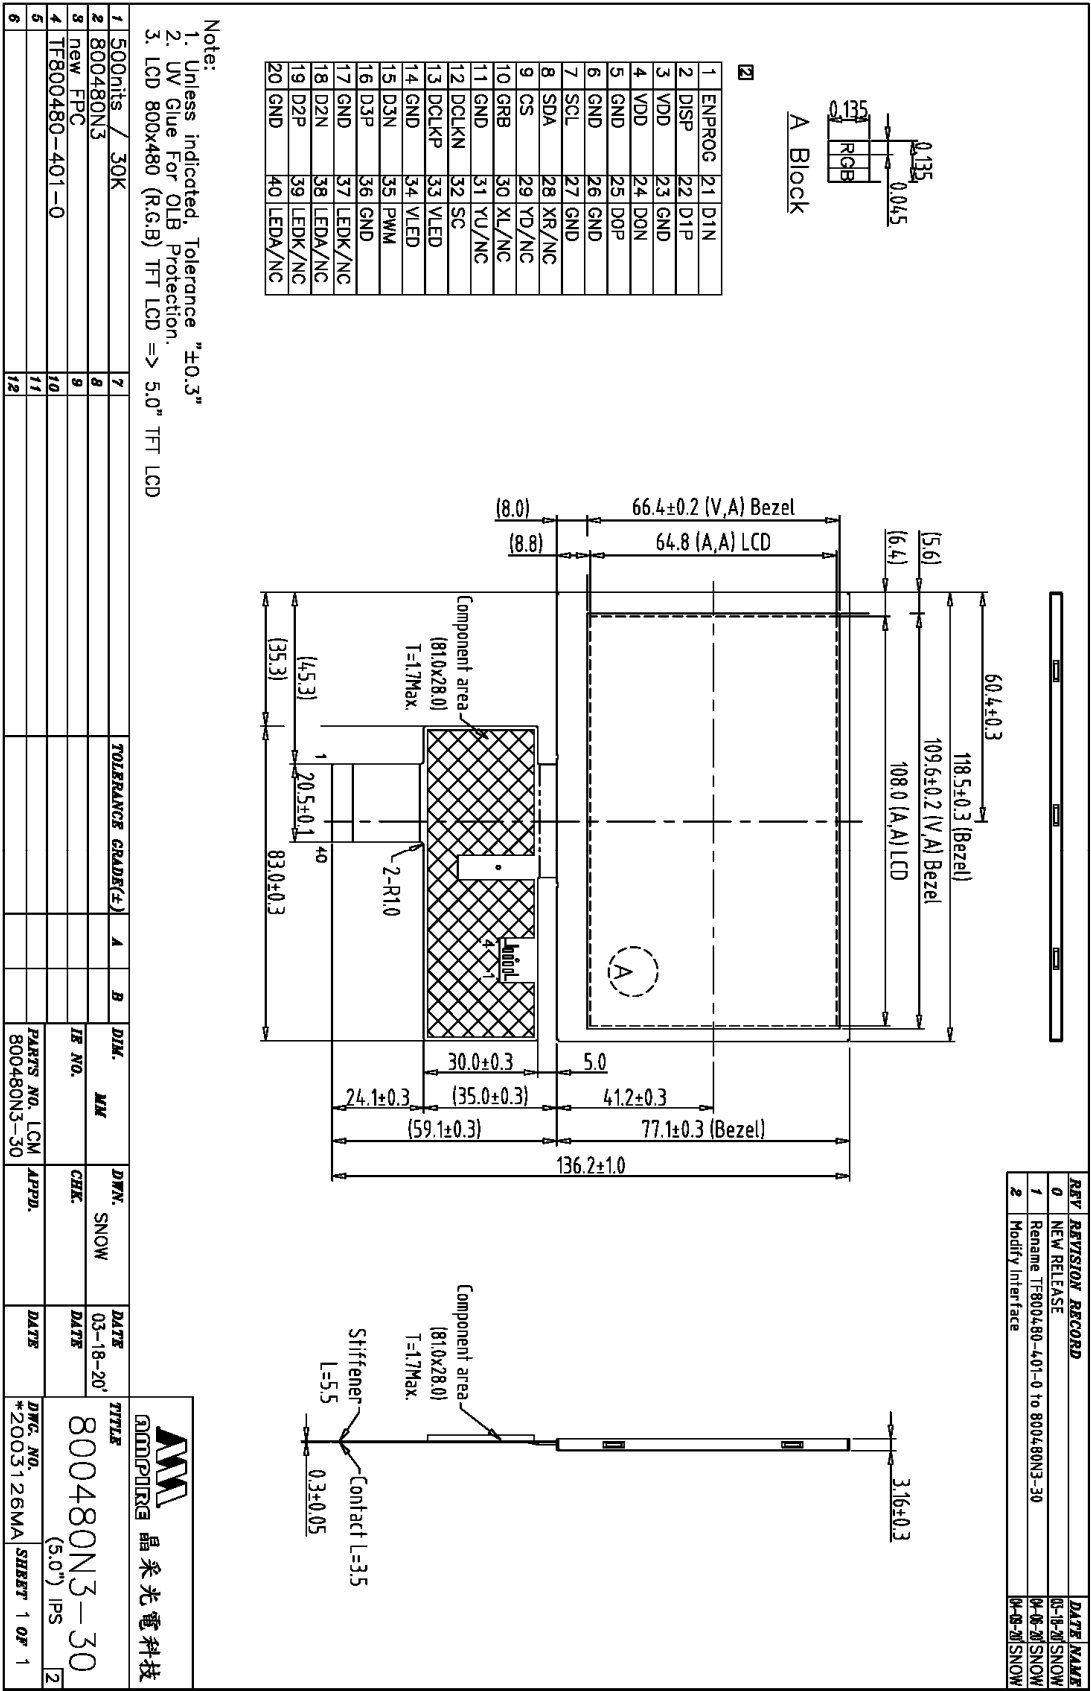 REV REVISION RECORD DATE NAME
0 NEW RELEASE 03-18-20' SNOW
1 Rename TF800480-401-0 to 800480N3-30 04-06-20' SNOW
2 Modify Interface 04-09-20' SNOW
0.135
0.135
0.045
RGB
A Block
2
1 ENPROG 21 D1N
2 DISP 22 D1P
3 VDD 23 GND
4 VDD 24 D0N
5 GND 25 D0P
6 GND 26 GND
7 SCL 27 GND
8 SDA 28 XR/NC
9 CS 29 YD/NC
10 GRB 30 XL/NC
11 GND 31 YU/NC
12 DCLKN 32 SC
13 DCLKP 33 VLED
14 GND 34 VLED
15 D3N 35 PWM
16 D3P 36 GND
17 GND 37 LEDK/NC
18 D2N 38 LEDA/NC
19 D2P 39 LEDK/NC
20 GND 40 LEDA/NC
60.4±0.3
118.5±0.3 (Bezel)
(5.6)
109.6±0.2 (V,A) Bezel
(6.4)
108.0 (A,A) LCD
66.4±0.2 (V,A) Bezel
(8.0)
64.8 (A,A) LCD
(8.8)
A
Component area
(81.0x28.0)
T=1.7Max.
4
1
2-R1.0
1
40
(45.3)
20.5±0.1
(35.3)
83.0±0.3
5.0
30.0±0.3
41.2±0.3
24.1±0.3
(35.0±0.3)
(59.1±0.3)
77.1±0.3 (Bezel)
136.2±1.0
3.16±0.3
Component area
(81.0x28.0)
T=1.7Max.
Stiffener
L=5.5
Contact L=3.5
0.3±0.05
Note:
1. Unless indicated, Tolerance "±0.3"
2. UV Glue For OLB Protection.
3. LCD 800x480 (R.G.B) TFT LCD => 5.0" TFT LCD
1 500nits / 30K 7
2 800480N3 8
3 new FPC 9
4 TF800480-401-0 10
5 11
6 12
TOLERANCE GRADE(±) A B
DIM. MM
IE NO.
PARTS NO. LCM
800480N3-30
DWN. SNOW
CHK.
APPD.
DATE
03-18-20'
DATE
DATE
AMPIRE 晶采光電科技
TITLE
800480N3-30
(5.0") IPS
2
DWG. NO.
*2003126MA SHEET 1 OF 1